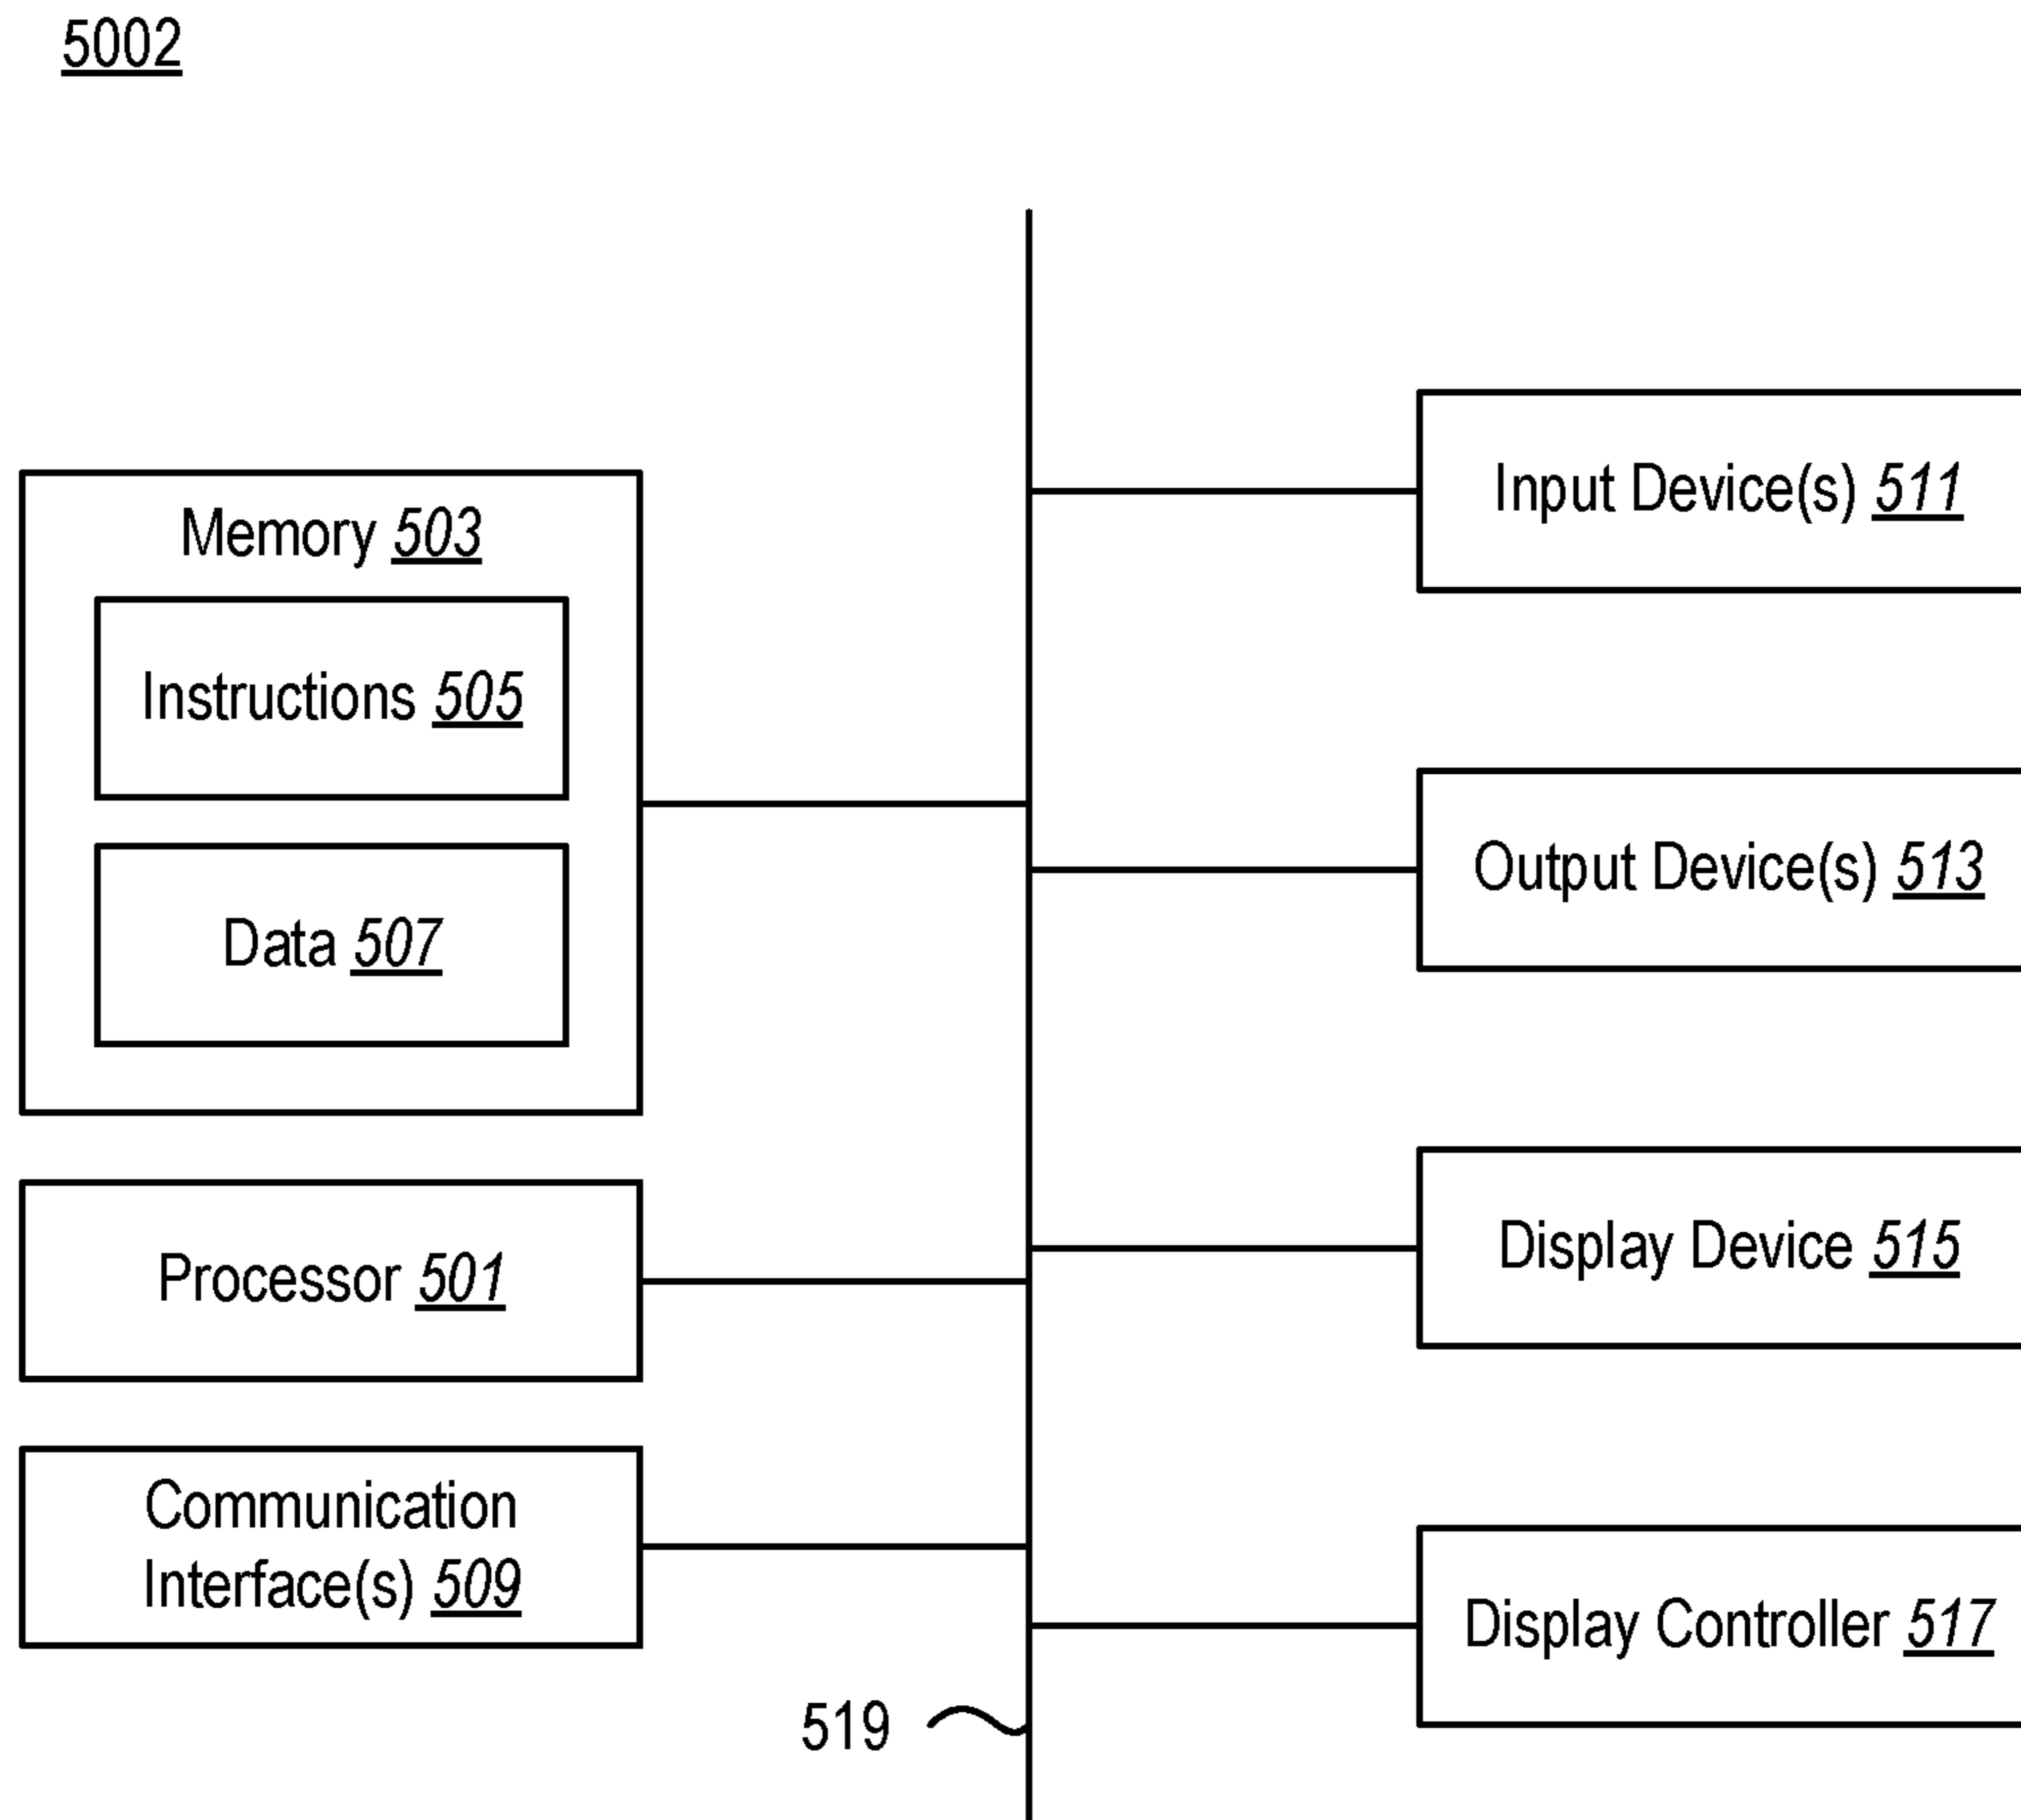 5002
Memory 503
Instructions 505
Data 507
Processor 501
Communication
Interface(s) 509
519
Input Device(s) 511
Output Device(s) 513
Display Device 515
Display Controller 517